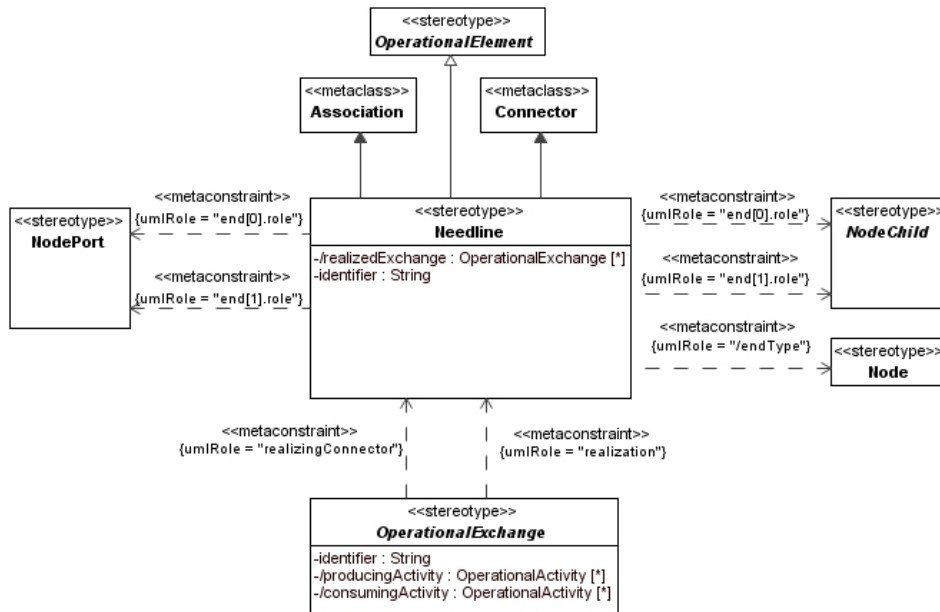 <<stereotype>>
OperationalElement
<<metaclass>>
Association
<<metaclass>>
Connector
<<metaconstraint>>
{umlRole = "end[0].role"}
<<stereotype>>
NodePort
<<metaconstraint>>
{umlRole = "end[1].role"}
<<stereotype>>
Needline
-/realizedExchange : OperationalExchange [*]
-identifier : String
<<metaconstraint>>
{umlRole = "end[0].role"}
<<stereotype>>
NodeChild
<<metaconstraint>>
{umlRole = "end[1].role"}
<<metaconstraint>>
{umlRole = "/endType"}
<<stereotype>>
Node
<<metaconstraint>>
{umlRole = "realizingConnector"}
<<metaconstraint>>
{umlRole = "realization"}
<<stereotype>>
OperationalExchange
-identifier : String
-/producingActivity : OperationalActivity [*]
-/consumingActivity : OperationalActivity [*]